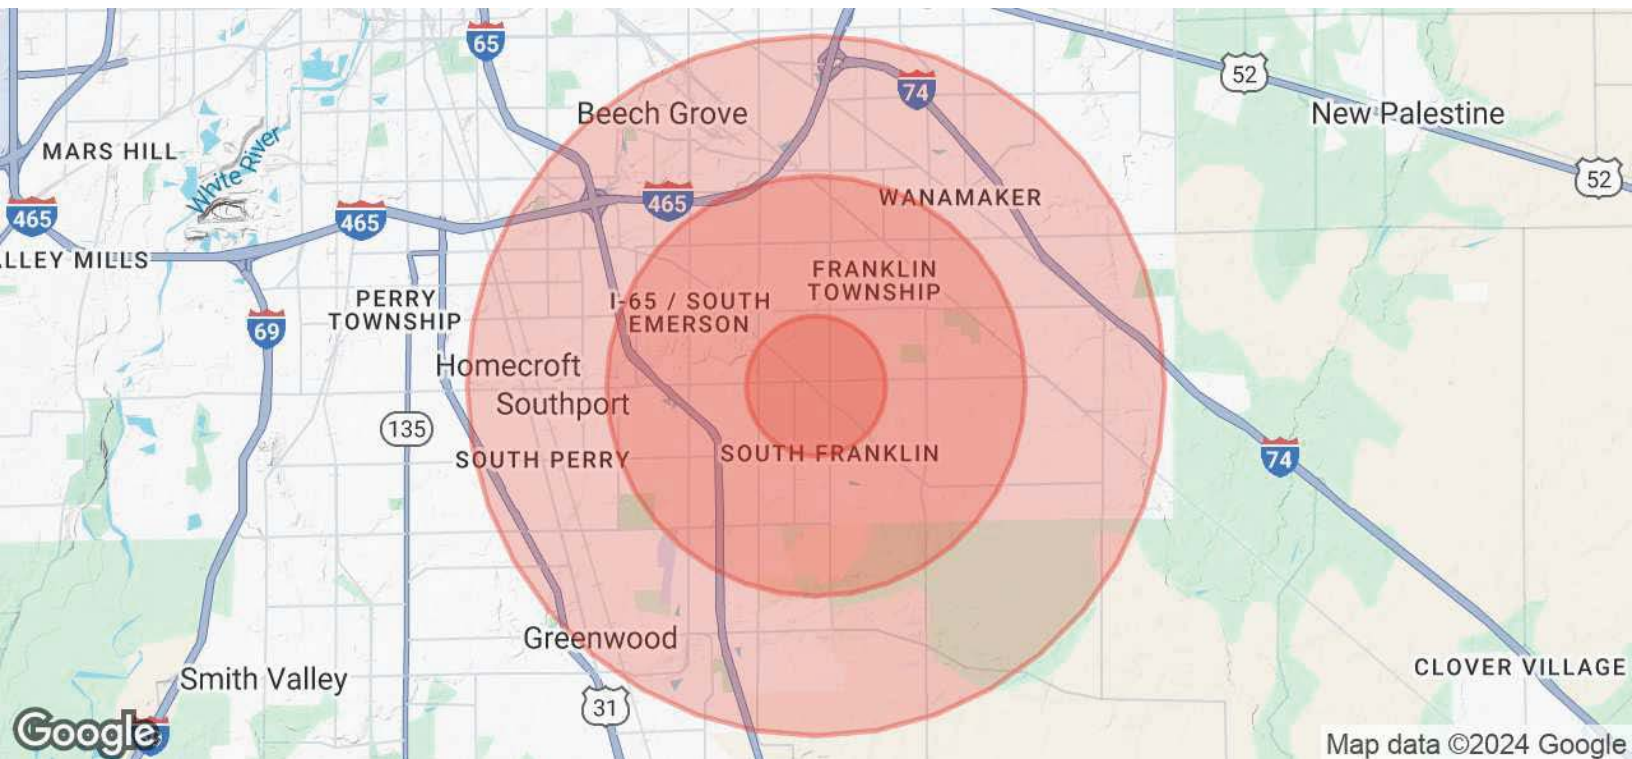 65
52
74
Beech Grove
New Palestine
MARS HILL
White River
52
WANAMAKER
465
465
465
LLEY MILLS
FRANKLIN
TOWNSHIP
PERRY
TOWNSHIP
I-65 / SOUTH
EMERSON
69
Homecroft
Southport
135
SOUTH PERRY
SOUTH FRANKLIN
74
Greenwood
CLOVER VILLAGE
Smith Valley
31
Google
Map data ©2024 Google